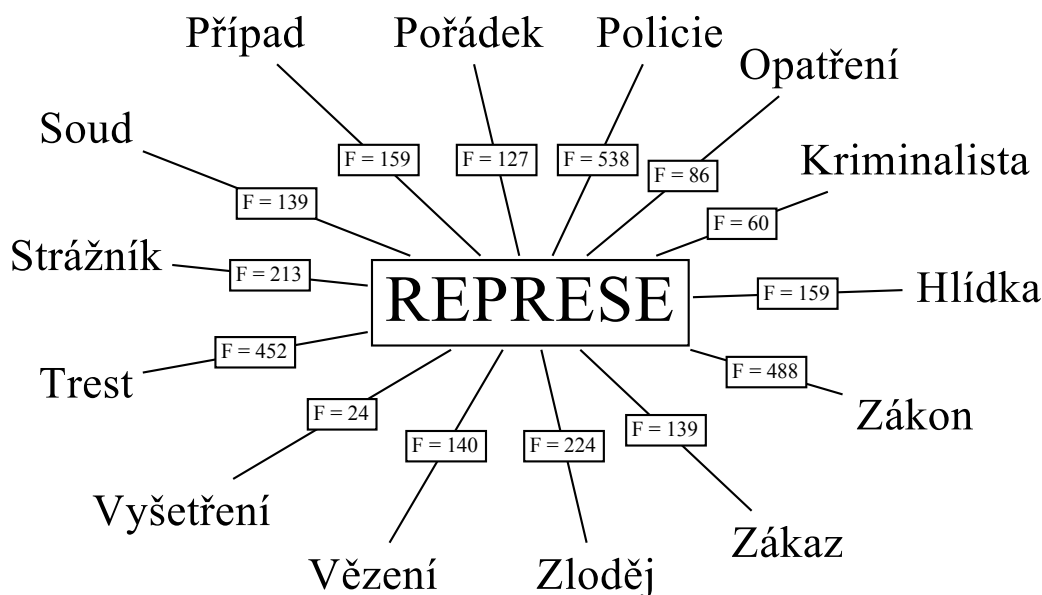 Případ
Pořádek
Policie
Opatření
Soud
Kriminalista
F = 159
F = 127
F = 538
F = 86
F = 139
F = 60
Strážník
F = 213
REPRESE
F = 159
Hlídka
Trest
F = 452
F = 488
Zákon
F = 24
F = 140
F = 224
F = 139
Vyšetření
Vězení
Zloděj
Zákaz